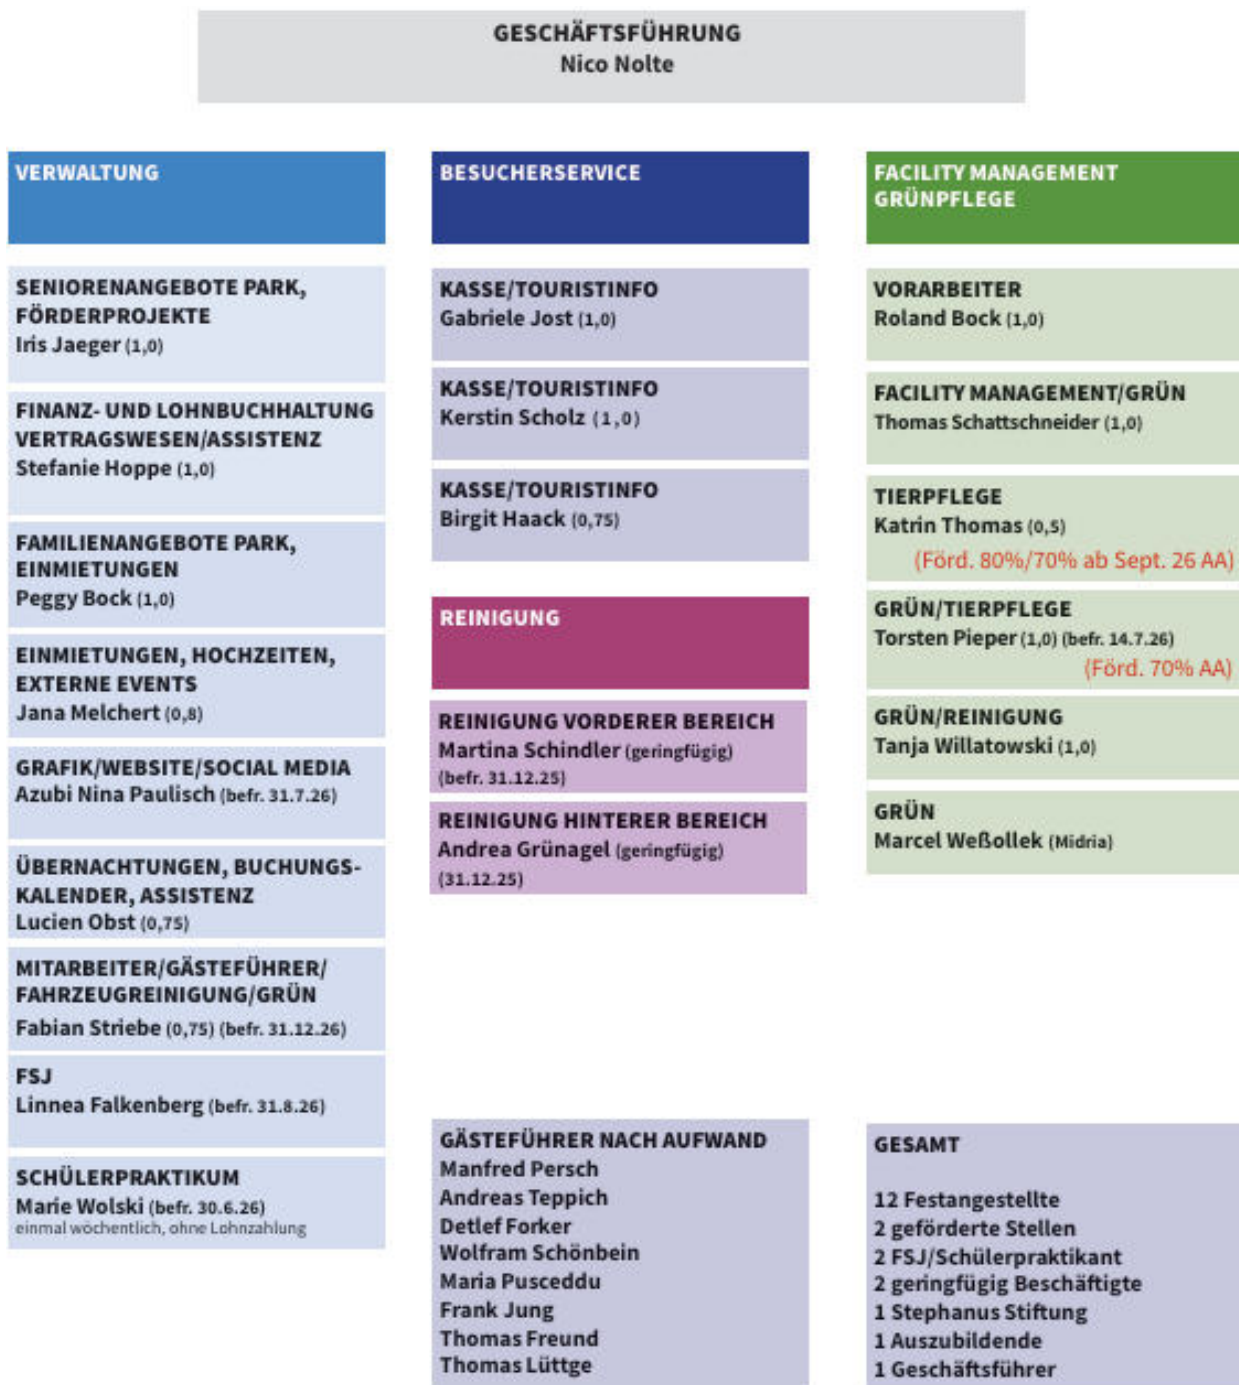 GESCHÄFTSFÜHRUNG
Nico Nolte
VERWALTUNG
SENIORENANGEBOTE PARK,
FÖRDERPROJEKTE
Iris Jaeger (1,0)
FINANZ- UND LOHNBUCHHALTUNG
VERTRAGSWESEN/ASSISTENZ
Stefanie Hoppe (1,0)
FAMILIENANGEBOTE PARK,
EINMIETUNGEN
Peggy Bock (1,0)
EINMIETUNGEN, HOCHZEITEN,
EXTERNE EVENTS
Jana Melchert (0,8)
GRAFIK/WEBSITE/SOCIAL MEDIA
Azubi Nina Paulisch (befr. 31.7.26)
ÜBERNACHTUNGEN, BUCHUNGS-
KALENDER, ASSISTENZ
Lucien Obst (0,75)
MITARBEITER/GÄSTEFÜHRER/
FAHRZEUGREINIGUNG/GRÜN
Fabian Striebe (0,75) (befr. 31.12.26)
FSJ
Linnea Falkenberg (befr. 31.8.26)
SCHÜLERPRAKTIKUM
Marie Wolski (befr. 30.6.26)
einmal wöchentlich, ohne Lohnzahlung
BESUCHERSERVICE
KASSE/TOURISTINFO
Gabriele Jost (1,0)
KASSE/TOURISTINFO
Kerstin Scholz (1,0)
KASSE/TOURISTINFO
Birgit Haack (0,75)
REINIGUNG
REINIGUNG VORDERER BEREICH
Martina Schindler (geringfügig)
(befr. 31.12.25)
REINIGUNG HINTERER BEREICH
Andrea Grünagel (geringfügig)
(31.12.25)
GÄSTEFÜHRER NACH AUFWAND
Manfred Persch
Andreas Teppich
Detlef Forker
Wolfram Schönbein
Maria Pusceddu
Frank Jung
Thomas Freund
Thomas Lüttge
FACILITY MANAGEMENT
GRÜNPFLEGE
VORARBEITER
Roland Bock (1,0)
FACILITY MANAGEMENT/GRÜN
Thomas Schattschneider (1,0)
TIERPFLEGE
Katrin Thomas (0,5)
(Förd. 80%/70% ab Sept. 26 AA)
GRÜN/TIERPFLEGE
Torsten Pieper (1,0) (befr. 14.7.26)
(Förd. 70% AA)
GRÜN/REINIGUNG
Tanja Willatowski (1,0)
GRÜN
Marcel Weßollek (Midria)
GESAMT
12 Festangestellte
2 geförderte Stellen
2 FSJ/Schülerpraktikant
2 geringfügig Beschäftigte
1 Stephanus Stiftung
1 Auszubildende
1 Geschäftsführer